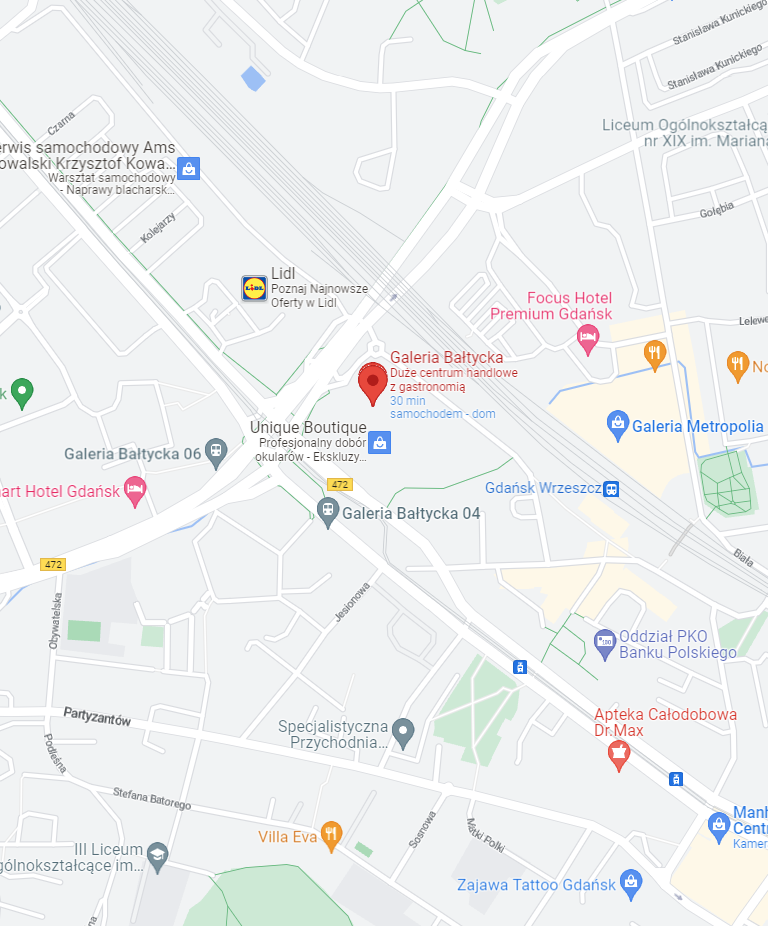 Stanisława Kunickiego
Stanisława Kunickiego
Czarna
Liceum Ogólnokształcą
nr XIX im. Mariana
erwis samochodowy Ams
owalski Krzysztof Kowa...
Warsztat samochodowy
- Naprawy blacharsk...
Kolejarzy
Gołębia
Lidl
LIDL
Poznaj Najnowsze
Oferty w Lidl
Focus Hotel
Premium Gdańsk
Lelewe
Galeria Bałtycka
Duże centrum handlowe
z gastronomią
30 min
samochodem - dom
No
k
Unique Boutique
Profesjonalny dobór
okularów - Ekskluzy...
Galeria Metropolia
Galeria Bałtycka 06
472
Gdańsk Wrzeszcz
art Hotel Gdańsk
Galeria Bałtycka 04
472
Biała
Obywatelska
Jesionowa
Oddział PKO
Banku Polskiego
Partyzantów
Specjalistyczna
Przychodnia...
Apteka Całodobowa
Dr.Max
Podleśna
Stefana Batorego
Sosnowa
Matki Polki
Villa Eva
Manh
Centr
Kamer
III Liceum
gólnokształcące im...
Zajawa Tattoo Gdańsk
na